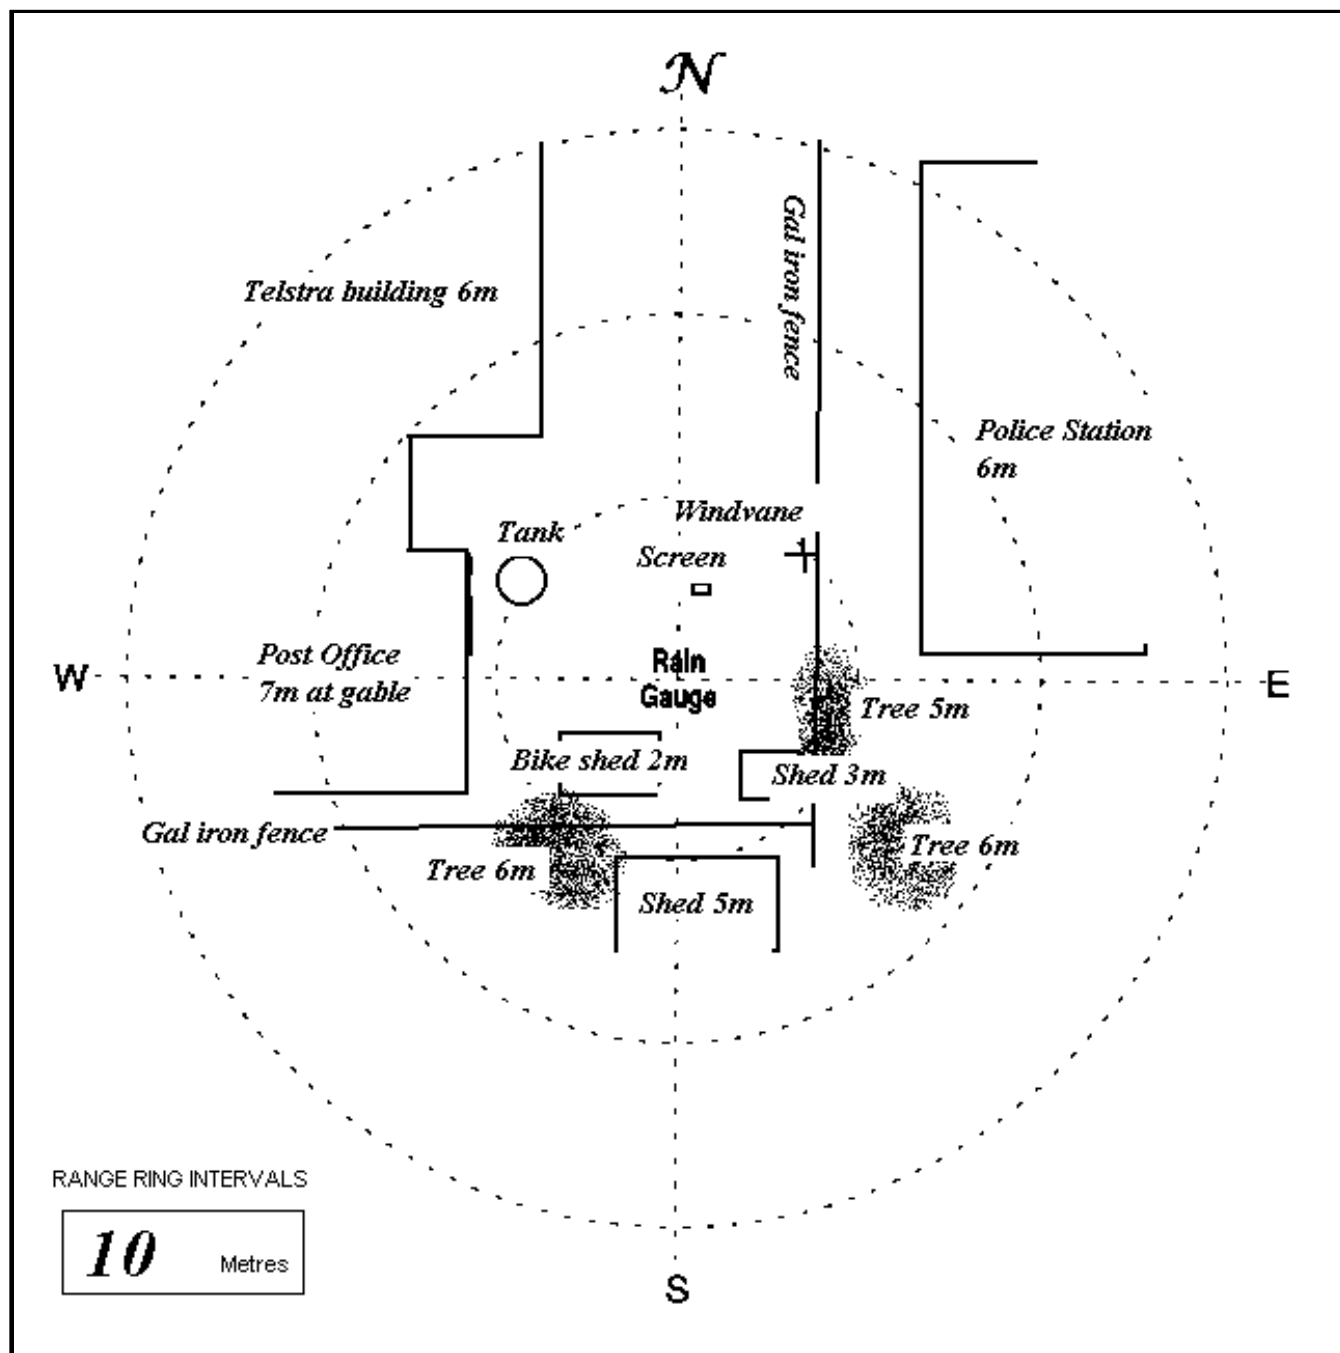 N
Gal iron fence
Telstra building 6m
Police Station
6m
Windvane
Tank
Screen
Post Office
7m at gable
Rain
Gauge
W
E
Tree 5m
Bike shed 2m
Shed 3m
Gal iron fence
Tree 6m
Tree 6m
Shed 5m
RANGE RING INTERVALS
10 Metres
S